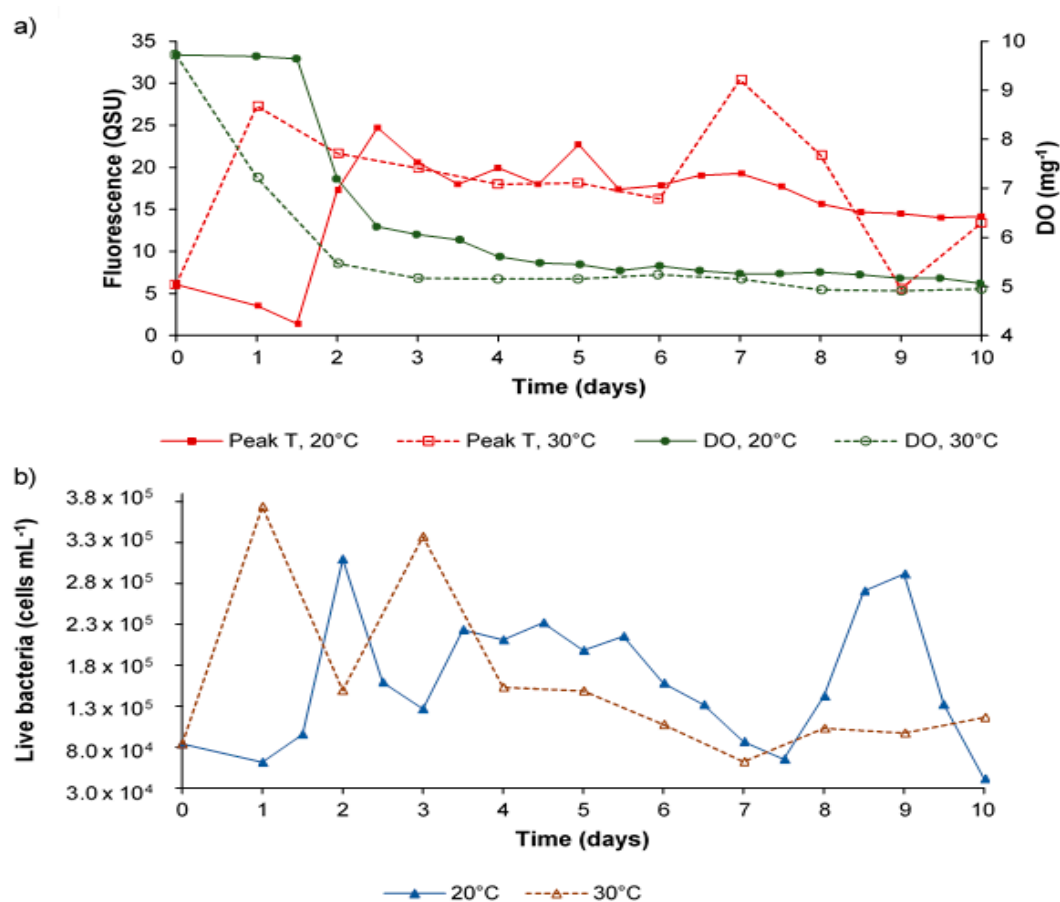 a)
Fluorescence (QSU)
35
30
25
20
15
10
5
0
DO (mg⁻¹)
10
9
8
7
6
5
4
0 1 2 3 4 5 6 7 8 9 10
Time (days)
Peak T, 20°C Peak T, 30°C DO, 20°C DO, 30°C
b)
Live bacteria (cells mL⁻¹)
3.8 x 10⁵
3.3 x 10⁵
2.8 x 10⁵
2.3 x 10⁵
1.8 x 10⁵
1.3 x 10⁵
8.0 x 10⁴
3.0 x 10⁴
0 1 2 3 4 5 6 7 8 9 10
Time (days)
20°C 30°C